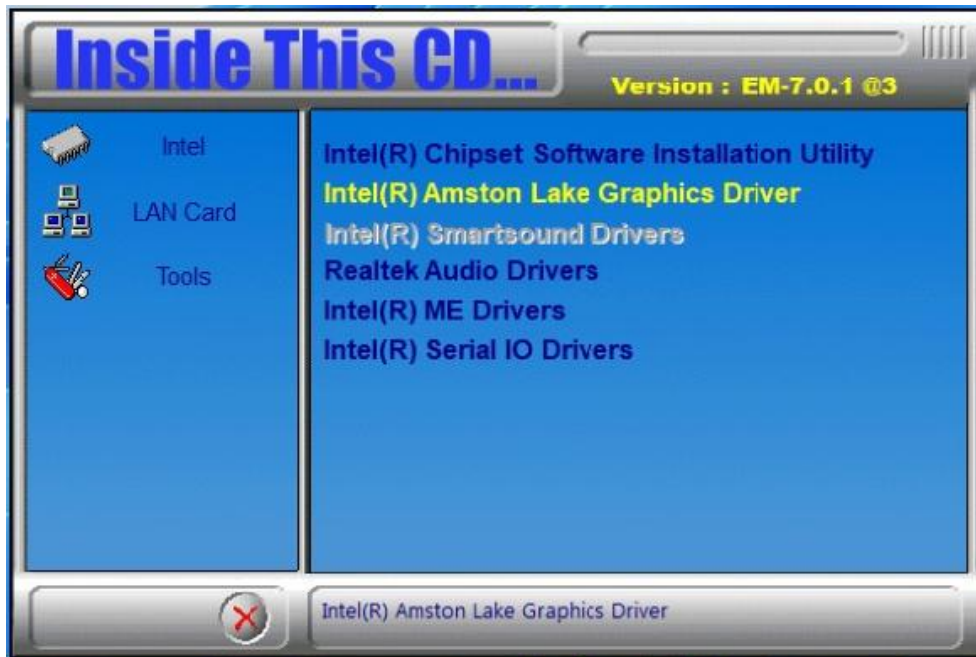 Inside This CD...
Version : EM-7.0.1 @3
Intel
LAN Card
Tools
Intel(R) Chipset Software Installation Utility
Intel(R) Amston Lake Graphics Driver
Intel(R) Smartsound Drivers
Realtek Audio Drivers
Intel(R) ME Drivers
Intel(R) Serial IO Drivers
Intel(R) Amston Lake Graphics Driver